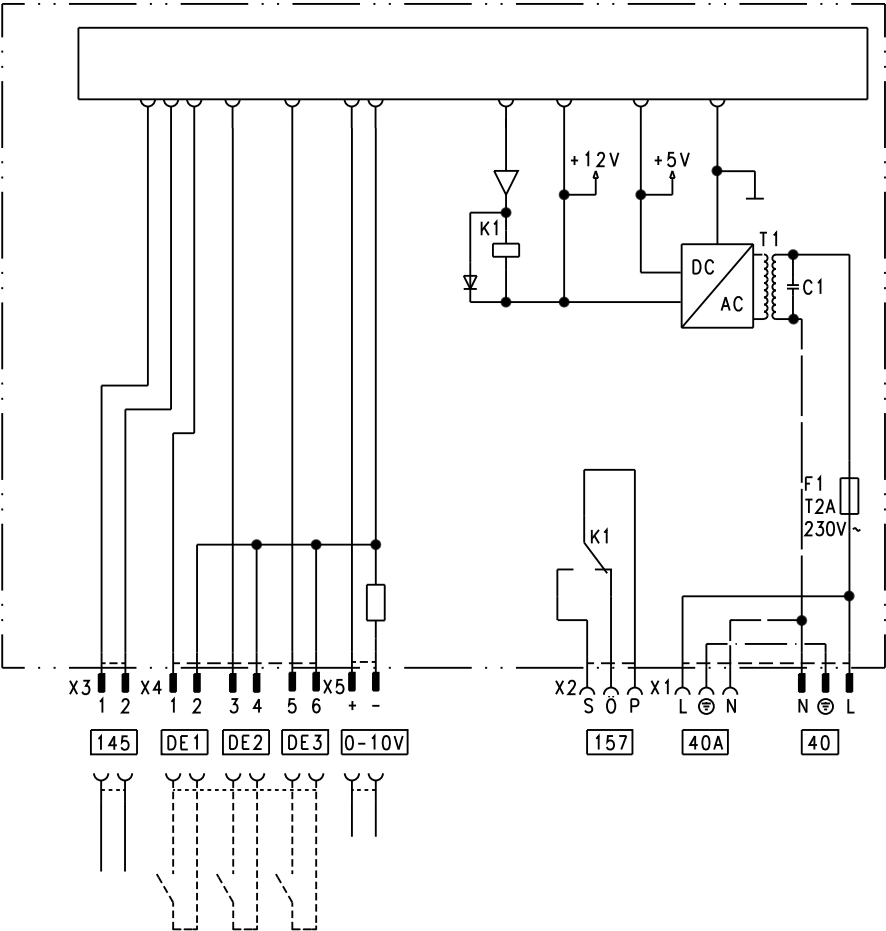 +12V +5V
K1
T1
DC
AC
C1
F1
T2A
230V~
K1
X3 X4 X5 X2 X1
1 2 1 2 3 4 5 6 + - S Ö P L N N L
145 DE1 DE2 DE3 0-10V 157 40A 40